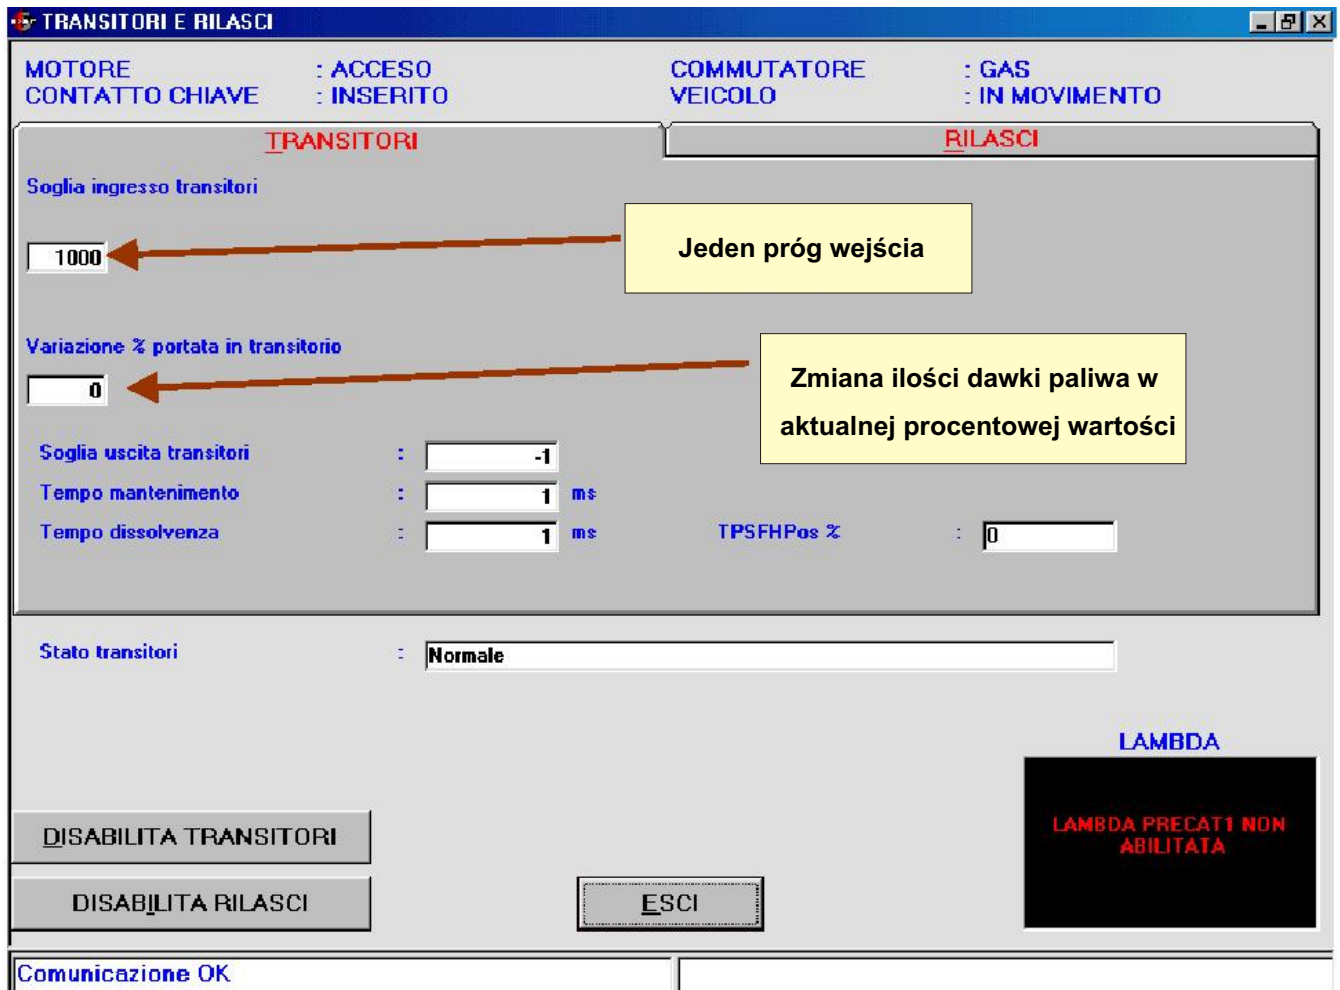 TRANSITORI E RILASCI
MOTORE : ACCESO COMMUTATORE : GAS
CONTATTO CHIAVE : INSERITO VEICOLO : IN MOVIMENTO
TRANSITORI RILASCI
Soglia ingresso transitori
1000
Jeden próg wejścia
Variazione % portata in transitorio
0
Zmiana ilości dawki paliwa w
aktualnej procentowej wartości
Soglia uscita transitori : -1
Tempo mantenimento : 1 ms
Tempo dissolvenza : 1 ms TPSFHPos % : 0
Stato transitori : Normale
LAMBDA
LAMBDA PRECAT1 NON
ABILITATA
DISABILITA TRANSITORI
DISABILITA RILASCI ESCI
Comunicazione OK